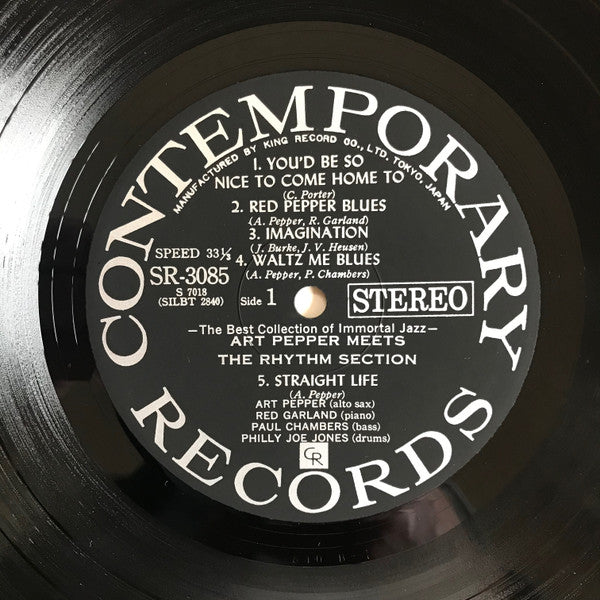 CONTEMPORARY
MANUFACTURED BY KING RECORD CO., LTD. TOKYO, JAPAN
1. YOU'D BE SO
NICE TO COME HOME TO
(C. Porter)
2. RED PEPPER BLUES
(A. Pepper, R. Garland)
3. IMAGINATION
(J. Burke, J. V. Heusen)
4. WALTZ ME BLUES
(A. Pepper, P. Chambers)
SPEED 33⅓
SR-3085
S 7018
(SILBT 2840)
Side 1
STEREO
—The Best Collection of Immortal Jazz—
ART PEPPER MEETS
THE RHYTHM SECTION
5. STRAIGHT LIFE
(A. Pepper)
ART PEPPER (alto sax)
RED GARLAND (piano)
PAUL CHAMBERS (bass)
PHILLY JOE JONES (drums)
CR
RECORDS